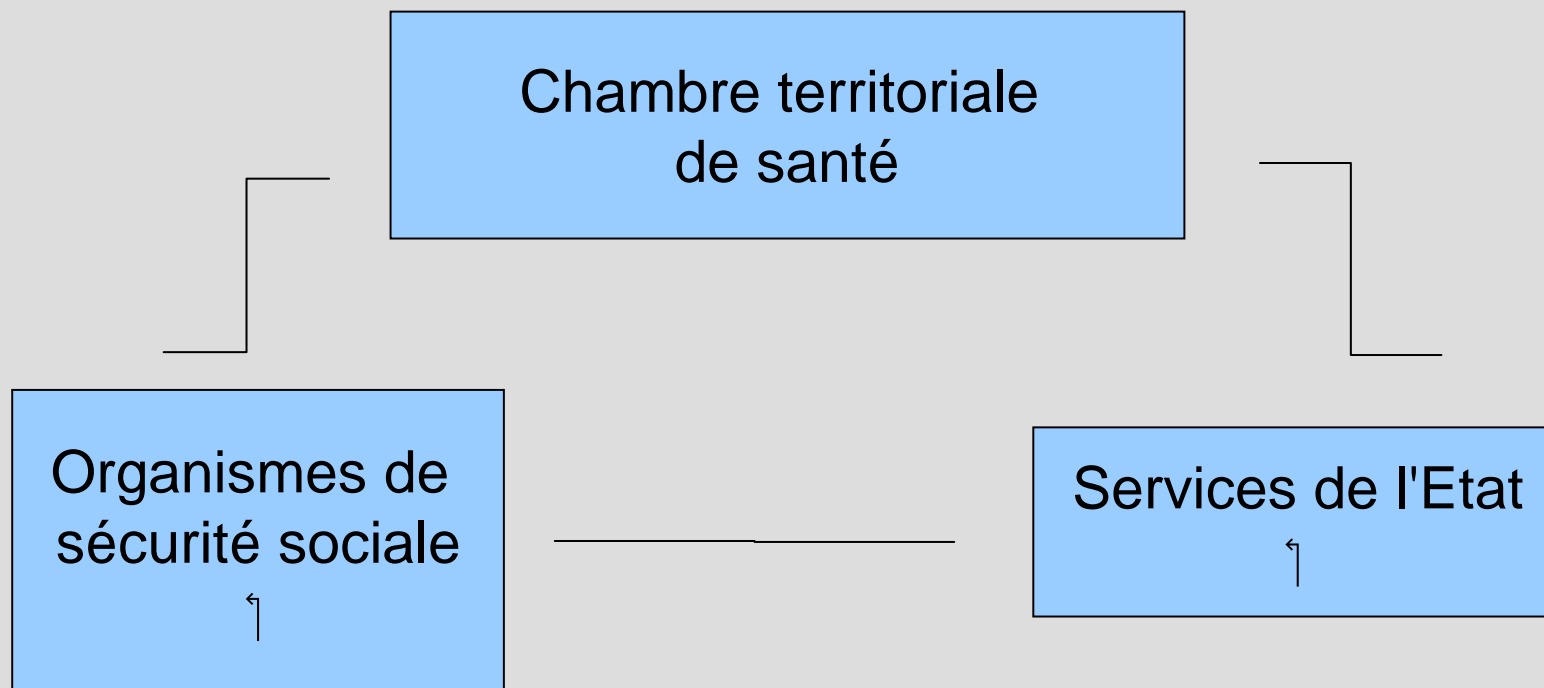 Chambre territoriale
de santé
Organismes de
sécurité sociale
↰
Services de l'Etat
↰